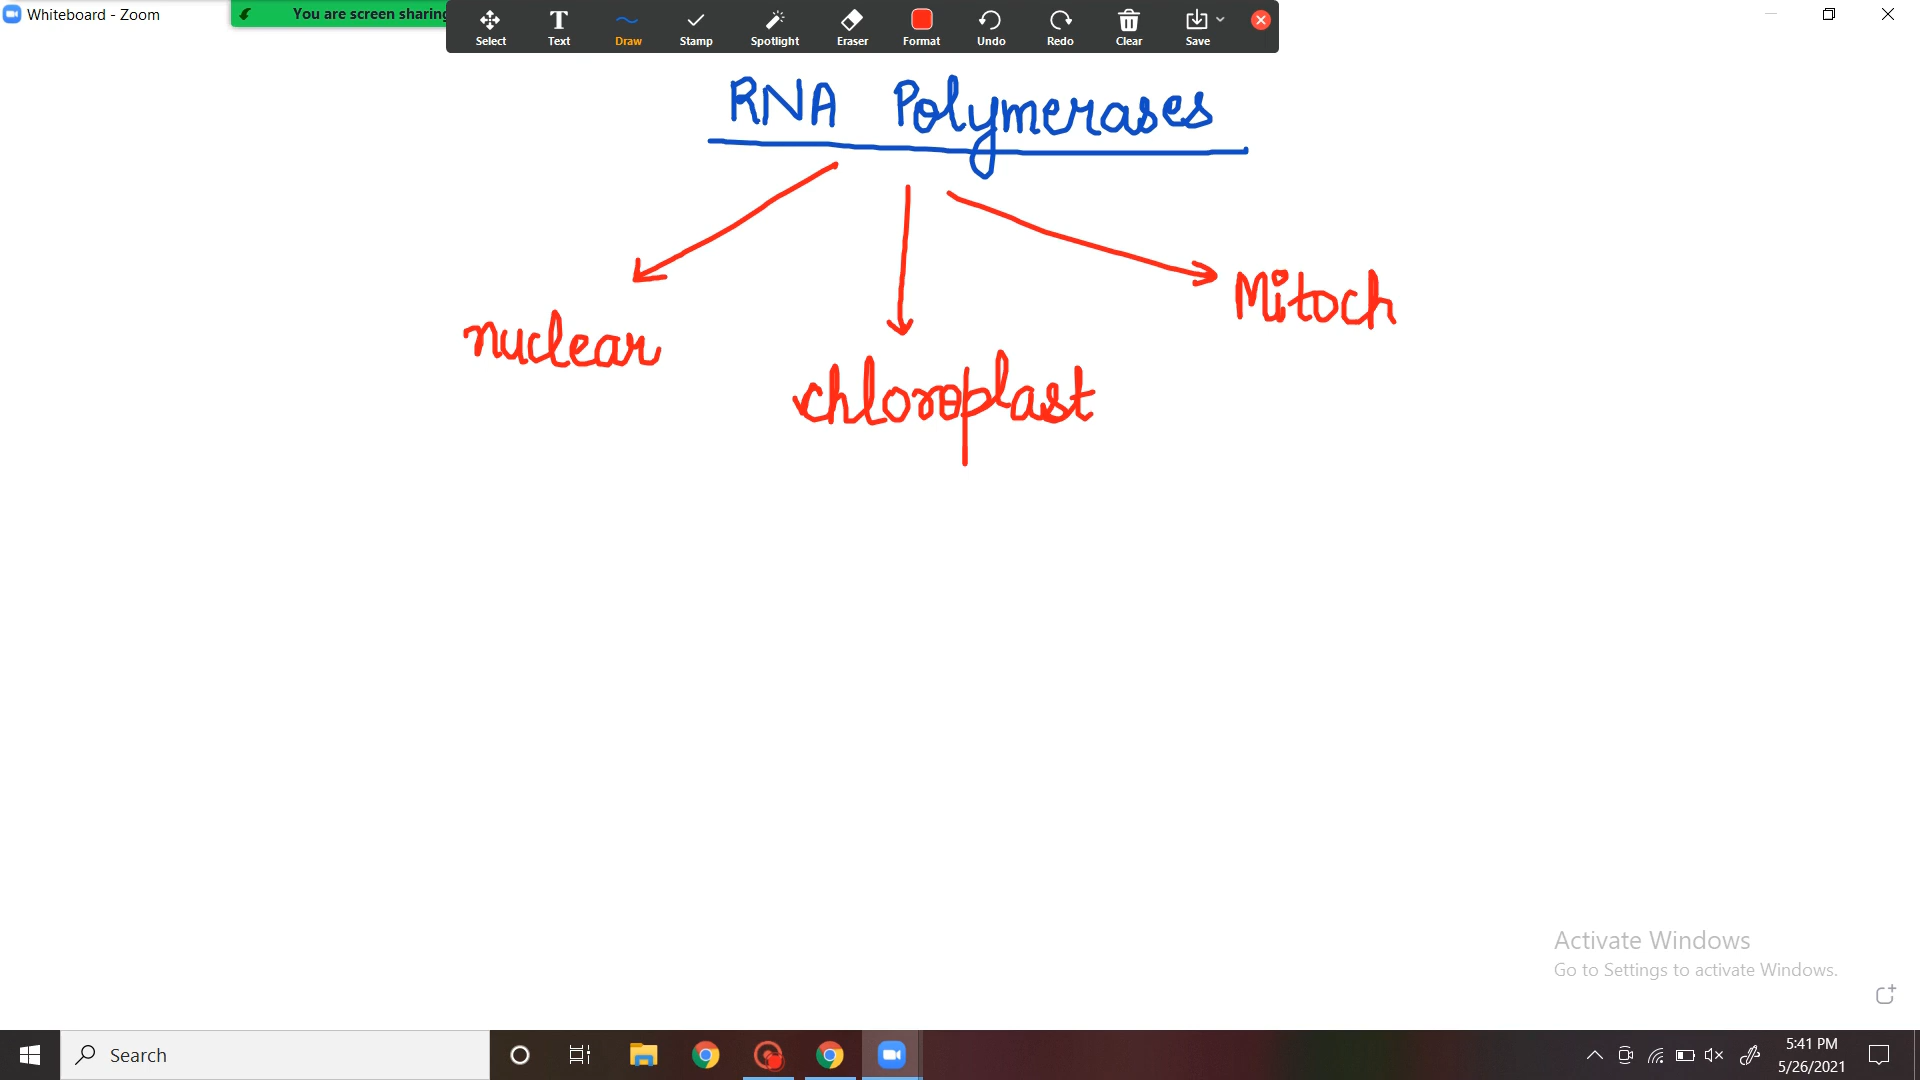 Whiteboard - Zoom
You are screen sharing
Select Text Draw Stamp Spotlight Eraser Format Undo Redo Clear Save
RNA Polymerases
nuclear
chloroplast
Mitoch
Activate Windows
Go to Settings to activate Windows.
Search
5:41 PM
5/26/2021